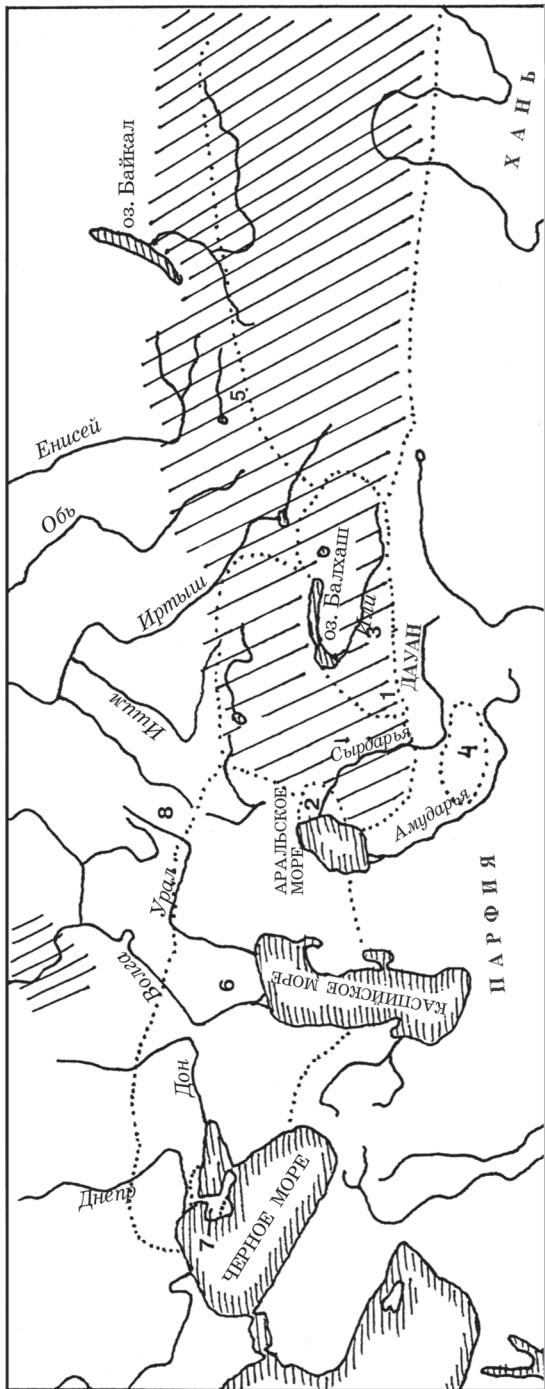 оз. Байкал
Енисей
Обь
Иртыш
Ишим
оз. Балхаш
Или
ДАУАН
Сырдарья
Амударья
АРАЛЬСКОЕ
МОРЕ
Урал
Волга
КАСПИЙСКОЕ МОРЕ
Дон
Днепр
ЧЕРНОЕ МОРЕ
ПАРФИЯ
ХАНЬ
1
2
3
4
5
6
7
8